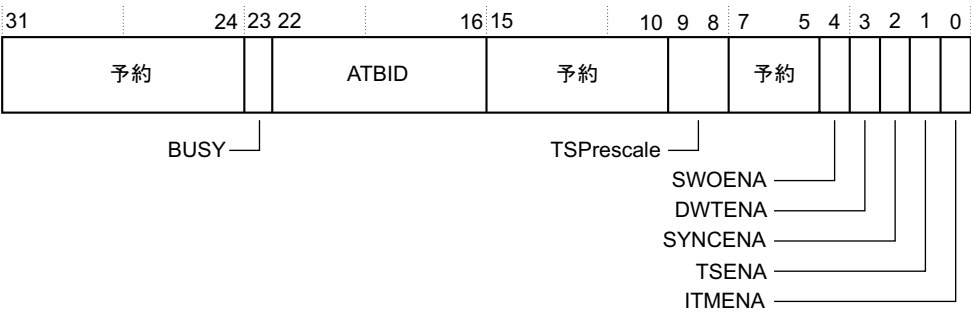 31 24 23 22 16 15 10 9 8 7 5 4 3 2 1 0
予約 ATBID 予約 予約
BUSY TSPrescale
SWOENA
DWTENA
SYNCENA
TSENA
ITMENA